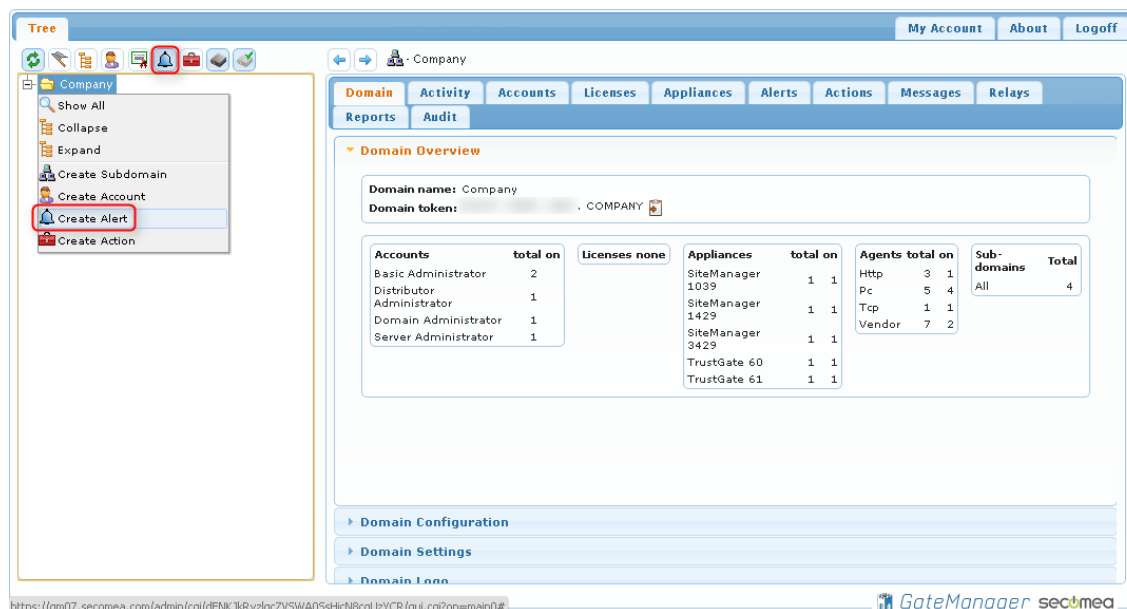 Tree
My Account About Logoff
- Company
Company
Show All
Collapse
Expand
Create Subdomain
Create Account
Create Alert
Create Action
Domain Activity Accounts Licenses Appliances Alerts Actions Messages Relays
Reports Audit
Domain Overview
Domain name: Company
Domain token: . COMPANY
Accounts total on
Basic Administrator 2
Distributor
Administrator 1
Domain Administrator 1
Server Administrator 1
Licenses none
Appliances total on
SiteManager
1039 1 1
SiteManager
1429 1 1
SiteManager
3429 1 1
TrustGate 60 1 1
TrustGate 61 1 1
Agents total on
Http 3 1
Pc 5 4
Tcp 1 1
Vendor 7 2
Sub-
domains Total
All 4
Domain Configuration
Domain Settings
Domain Logo
GateManager secomea